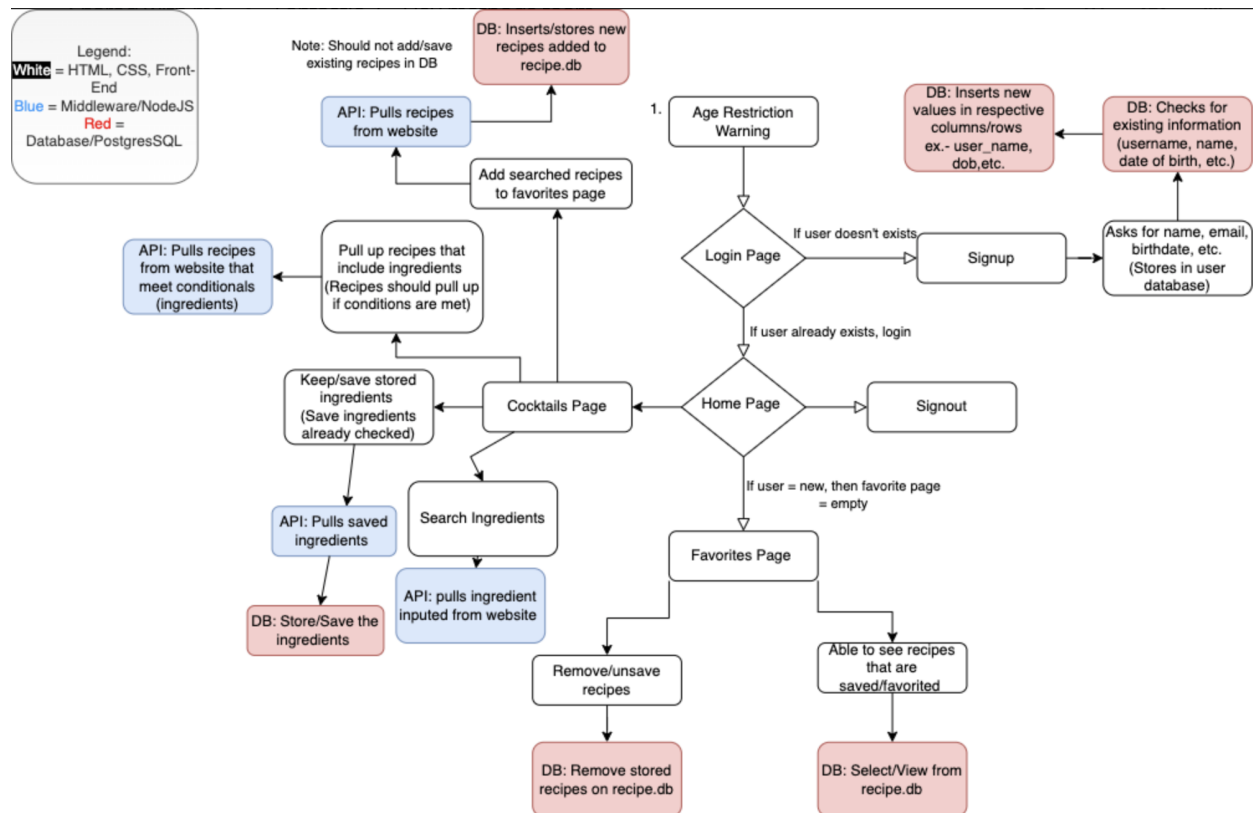 Legend:
White = HTML, CSS, Front-
End
Blue = Middleware/NodeJS
Red =
Database/PostgresSQL
Note: Should not add/save
existing recipes in DB
DB: Inserts/stores new
recipes added to
recipe.db
API: Pulls recipes
from website
Add searched recipes
to favorites page
1.
Age Restriction
Warning
DB: Inserts new
values in respective
columns/rows
ex.- user_name,
dob,etc.
DB: Checks for
existing information
(username, name,
date of birth, etc.)
API: Pulls recipes
from website that
meet conditionals
(ingredients)
Pull up recipes that
include ingredients
(Recipes should pull up
if conditions are met)
Login Page
If user doesn't exists
Signup
Asks for name, email,
birthdate, etc.
(Stores in user
database)
If user already exists, login
Keep/save stored
ingredients
(Save ingredients
already checked)
Cocktails Page
Home Page
Signout
API: Pulls saved
ingredients
Search Ingredients
If user = new, then favorite page
= empty
Favorites Page
DB: Store/Save the
ingredients
API: pulls ingredient
inputed from website
Remove/unsave
recipes
Able to see recipes
that are
saved/favorited
DB: Remove stored
recipes on recipe.db
DB: Select/View from
recipe.db